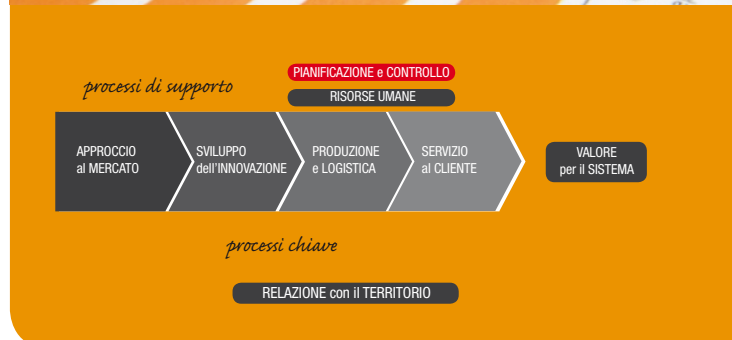 PIANIFICAZIONE e CONTROLLO
processi di supporto
RISORSE UMANE
APPROCCIO
al MERCATO
SVILUPPO
dell'INNOVAZIONE
PRODUZIONE
e LOGISTICA
SERVIZIO
al CLIENTE
VALORE
per il SISTEMA
processi chiave
RELAZIONE con il TERRITORIO